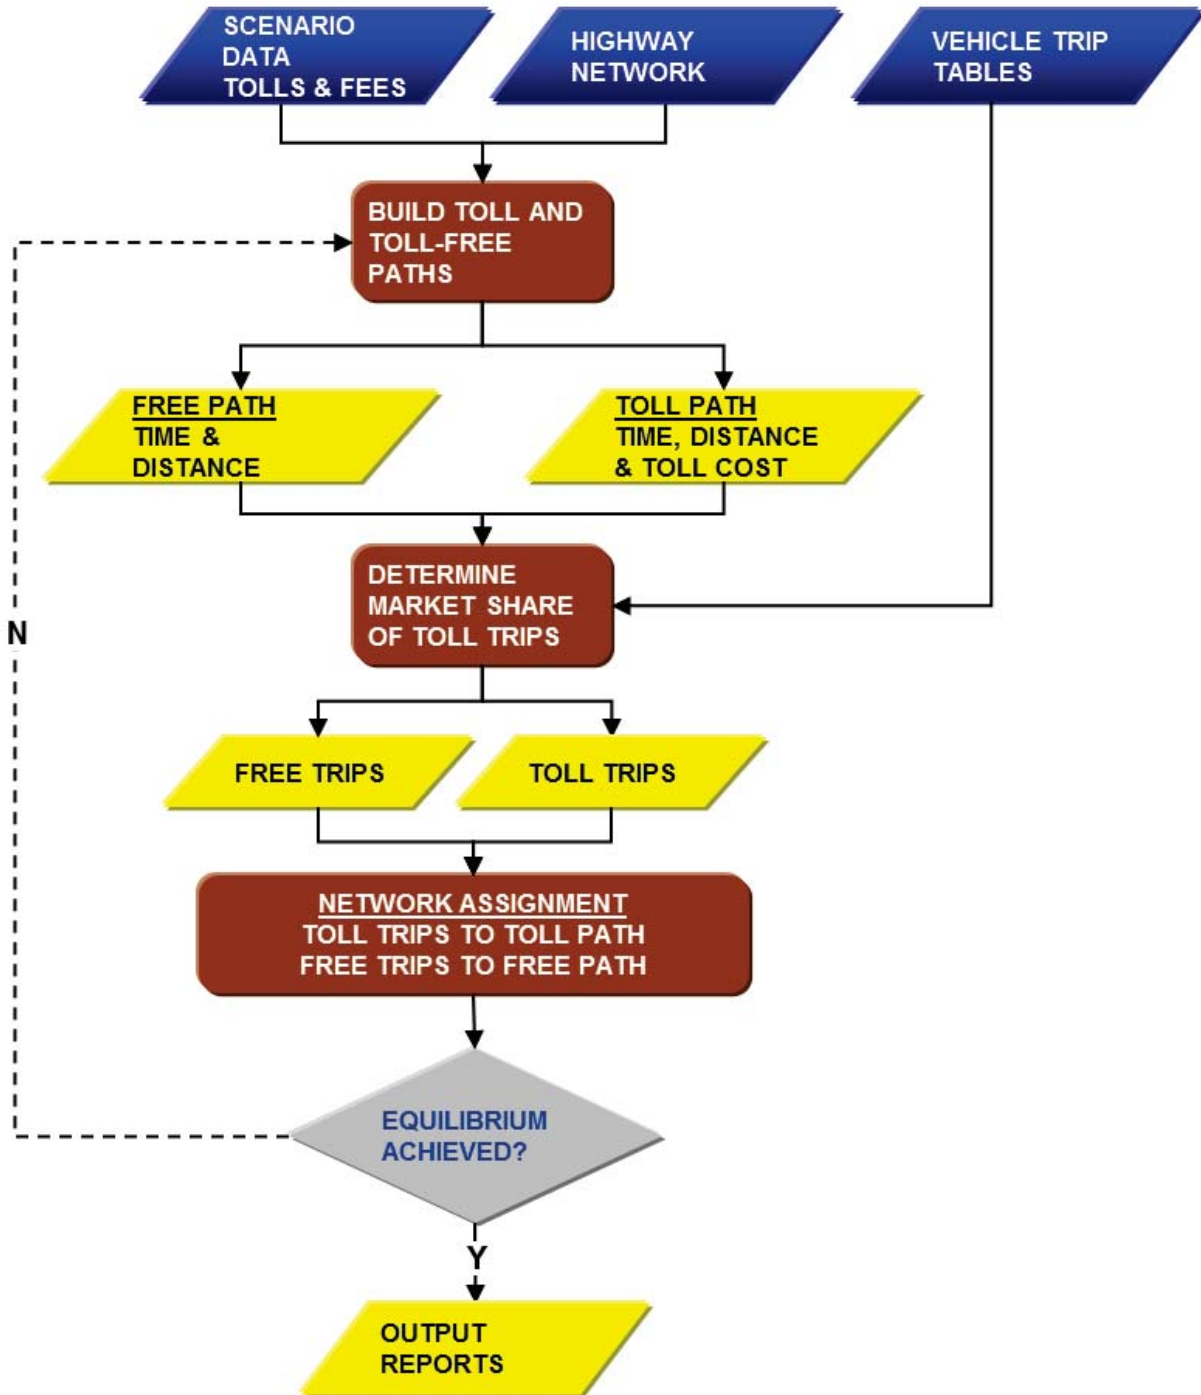 SCENARIO
DATA
TOLLS & FEES
HIGHWAY
NETWORK
VEHICLE TRIP
TABLES
BUILD TOLL AND
TOLL-FREE
PATHS
FREE PATH
TIME &
DISTANCE
TOLL PATH
TIME, DISTANCE
& TOLL COST
DETERMINE
MARKET SHARE
OF TOLL TRIPS
N
FREE TRIPS
TOLL TRIPS
NETWORK ASSIGNMENT
TOLL TRIPS TO TOLL PATH
FREE TRIPS TO FREE PATH
EQUILIBRIUM
ACHIEVED?
Y
OUTPUT
REPORTS